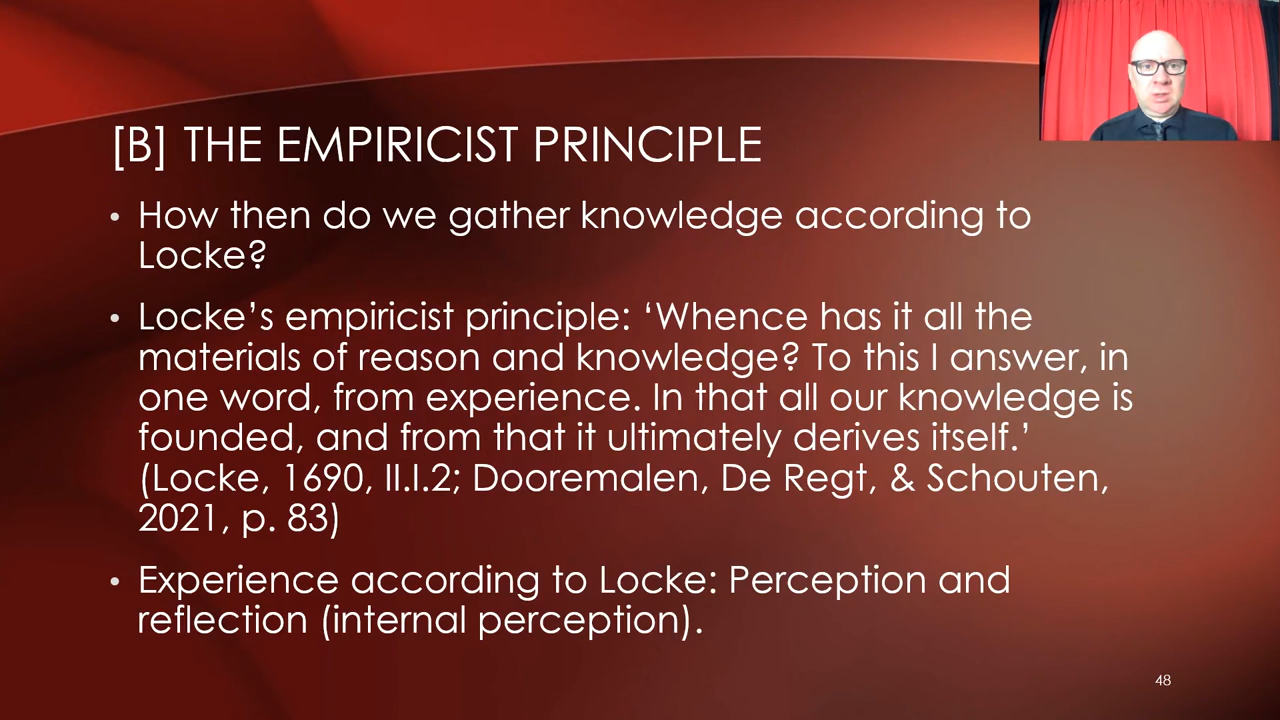 [B] THE EMPIRICIST PRINCIPLE
• How then do we gather knowledge according to
Locke?
• Locke’s empiricist principle: ‘Whence has it all the
materials of reason and knowledge? To this I answer, in
one word, from experience. In that all our knowledge is
founded, and from that it ultimately derives itself.’
(Locke, 1690, II.I.2; Dooremalen, De Regt, & Schouten,
2021, p. 83)
• Experience according to Locke: Perception and
reflection (internal perception).
48